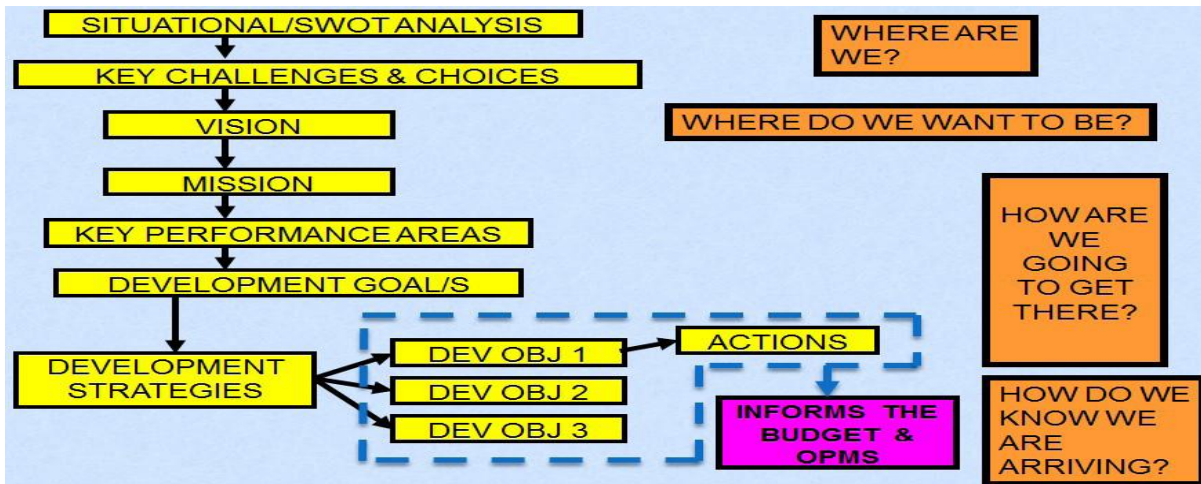 SITUATIONAL/SWOT ANALYSIS
WHERE ARE
WE?
KEY CHALLENGES & CHOICES
VISION
WHERE DO WE WANT TO BE?
MISSION
KEY PERFORMANCE AREAS
DEVELOPMENT GOAL/S
HOW ARE
WE
GOING
TO GET
THERE?
DEVELOPMENT
STRATEGIES
DEV OBJ 1
DEV OBJ 2
DEV OBJ 3
ACTIONS
INFORMS THE
BUDGET &
OPMS
HOW DO WE
KNOW WE
ARE
ARRIVING?